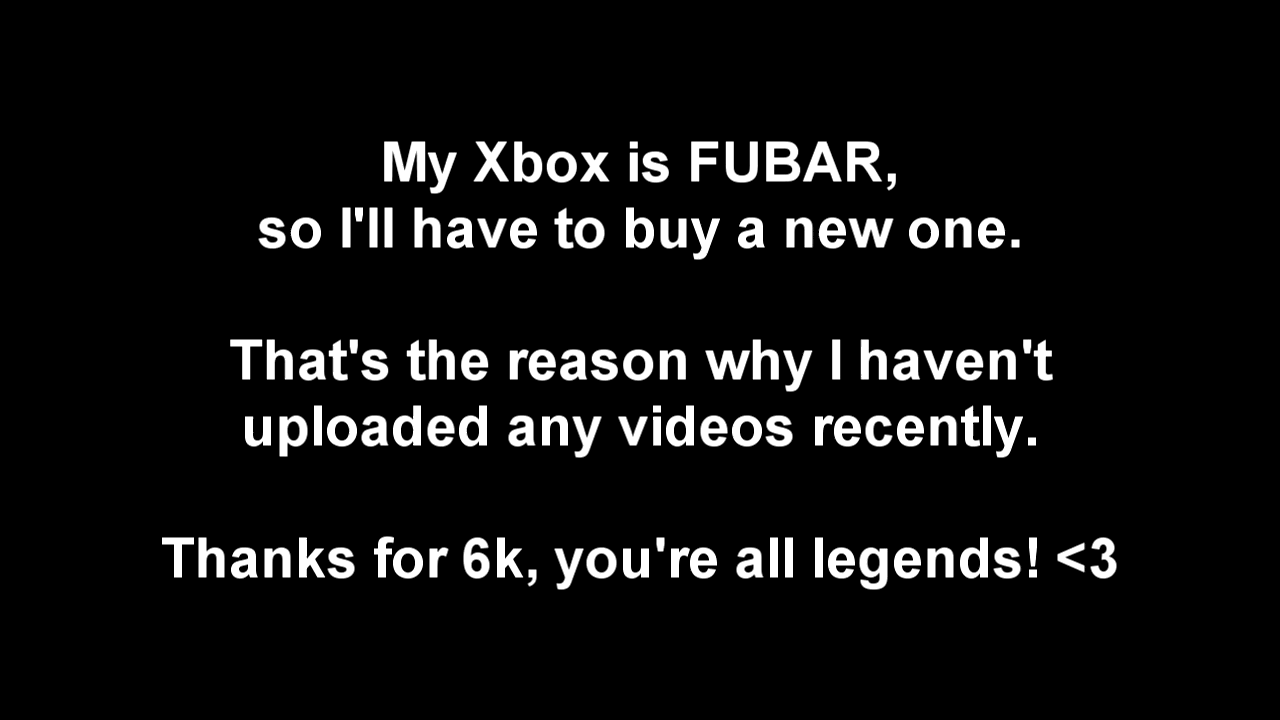 My Xbox is FUBAR,
so I'll have to buy a new one.
That's the reason why I haven't
uploaded any videos recently.
Thanks for 6k, you're all legends! <3